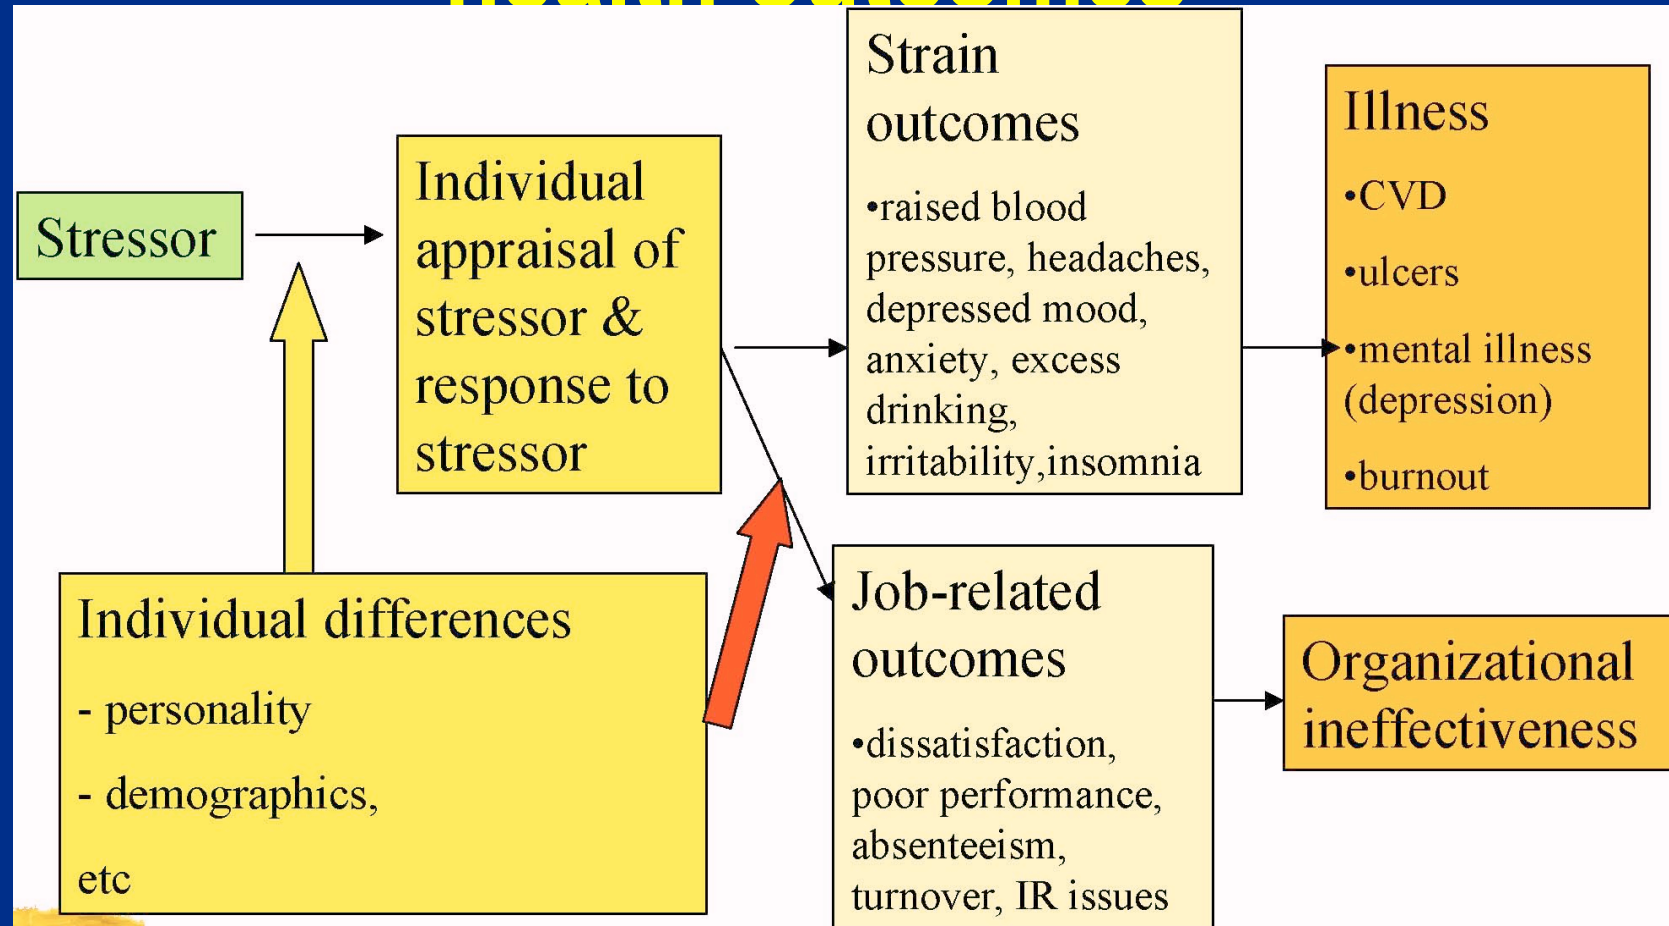 Stressor
Individual
appraisal of
stressor &
response to
stressor
Strain
outcomes
•raised blood
pressure, headaches,
depressed mood,
anxiety, excess
drinking,
irritability,insomnia
Illness
•CVD
•ulcers
•mental illness
(depression)
•burnout
Individual differences
- personality
- demographics,
etc
Job-related
outcomes
•dissatisfaction,
poor performance,
absenteeism,
turnover, IR issues
Organizational
ineffectiveness